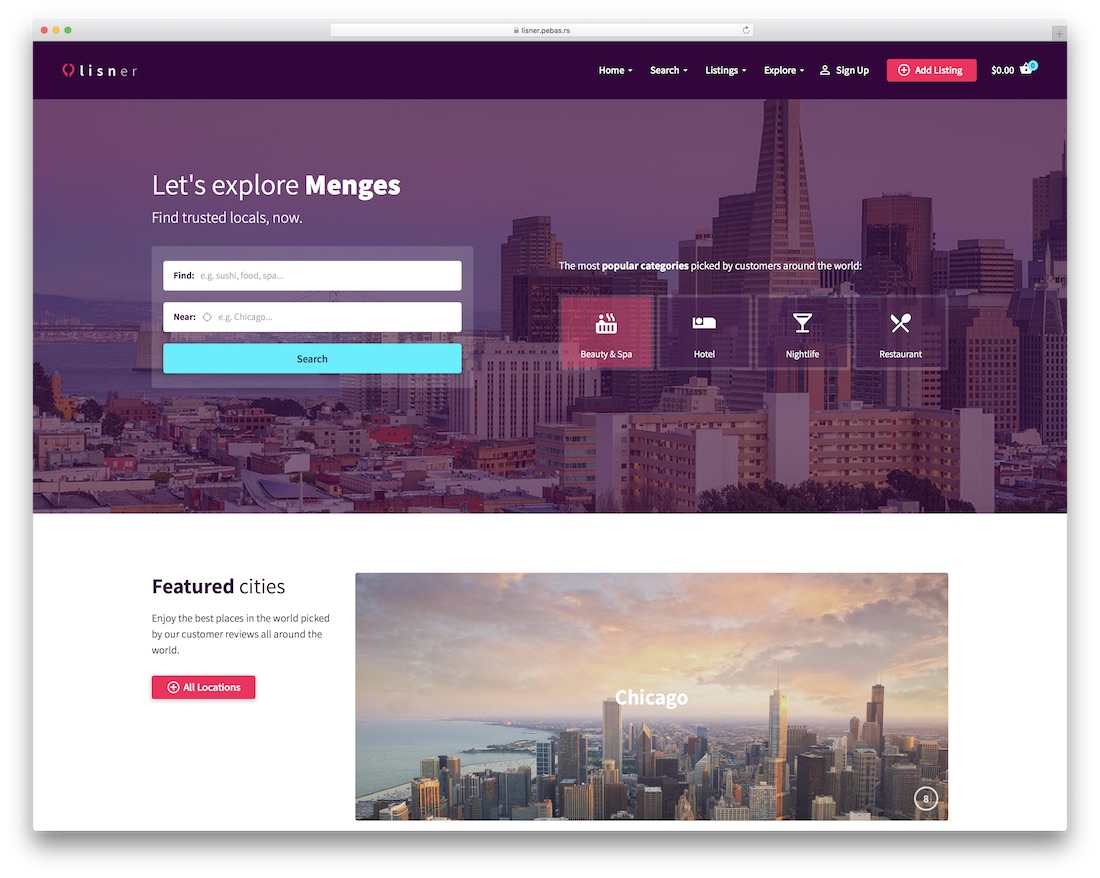 lisner.pebas.rs
lisner
Home
Search
Listings
Explore
Sign Up
Add Listing
$0.00
0
Let's explore Menges
Find trusted locals, now.
Find: e.g. sushi, food, spa...
Near: e.g. Chicago...
Search
The most popular categories picked by customers around the world:
Beauty & Spa
Hotel
Nightlife
Restaurant
Featured cities
Enjoy the best places in the world picked
by our customer reviews all around the
world.
All Locations
Chicago
8